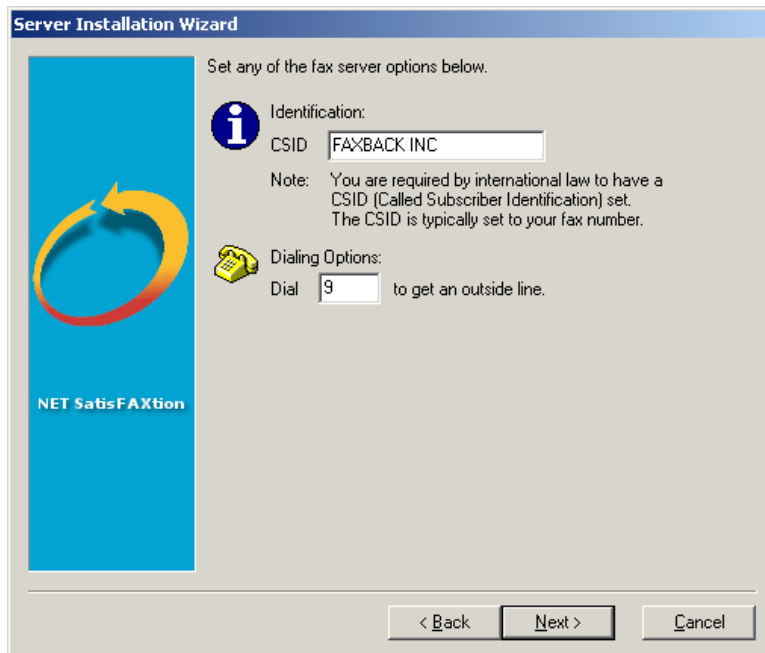 Server Installation Wizard
Set any of the fax server options below.
Identification:
CSID FAXBACK INC
Note: You are required by international law to have a
CSID (Called Subscriber Identification) set.
The CSID is typically set to your fax number.
Dialing Options:
Dial 9 to get an outside line.
NET SatisFAXtion
< Back Next > Cancel